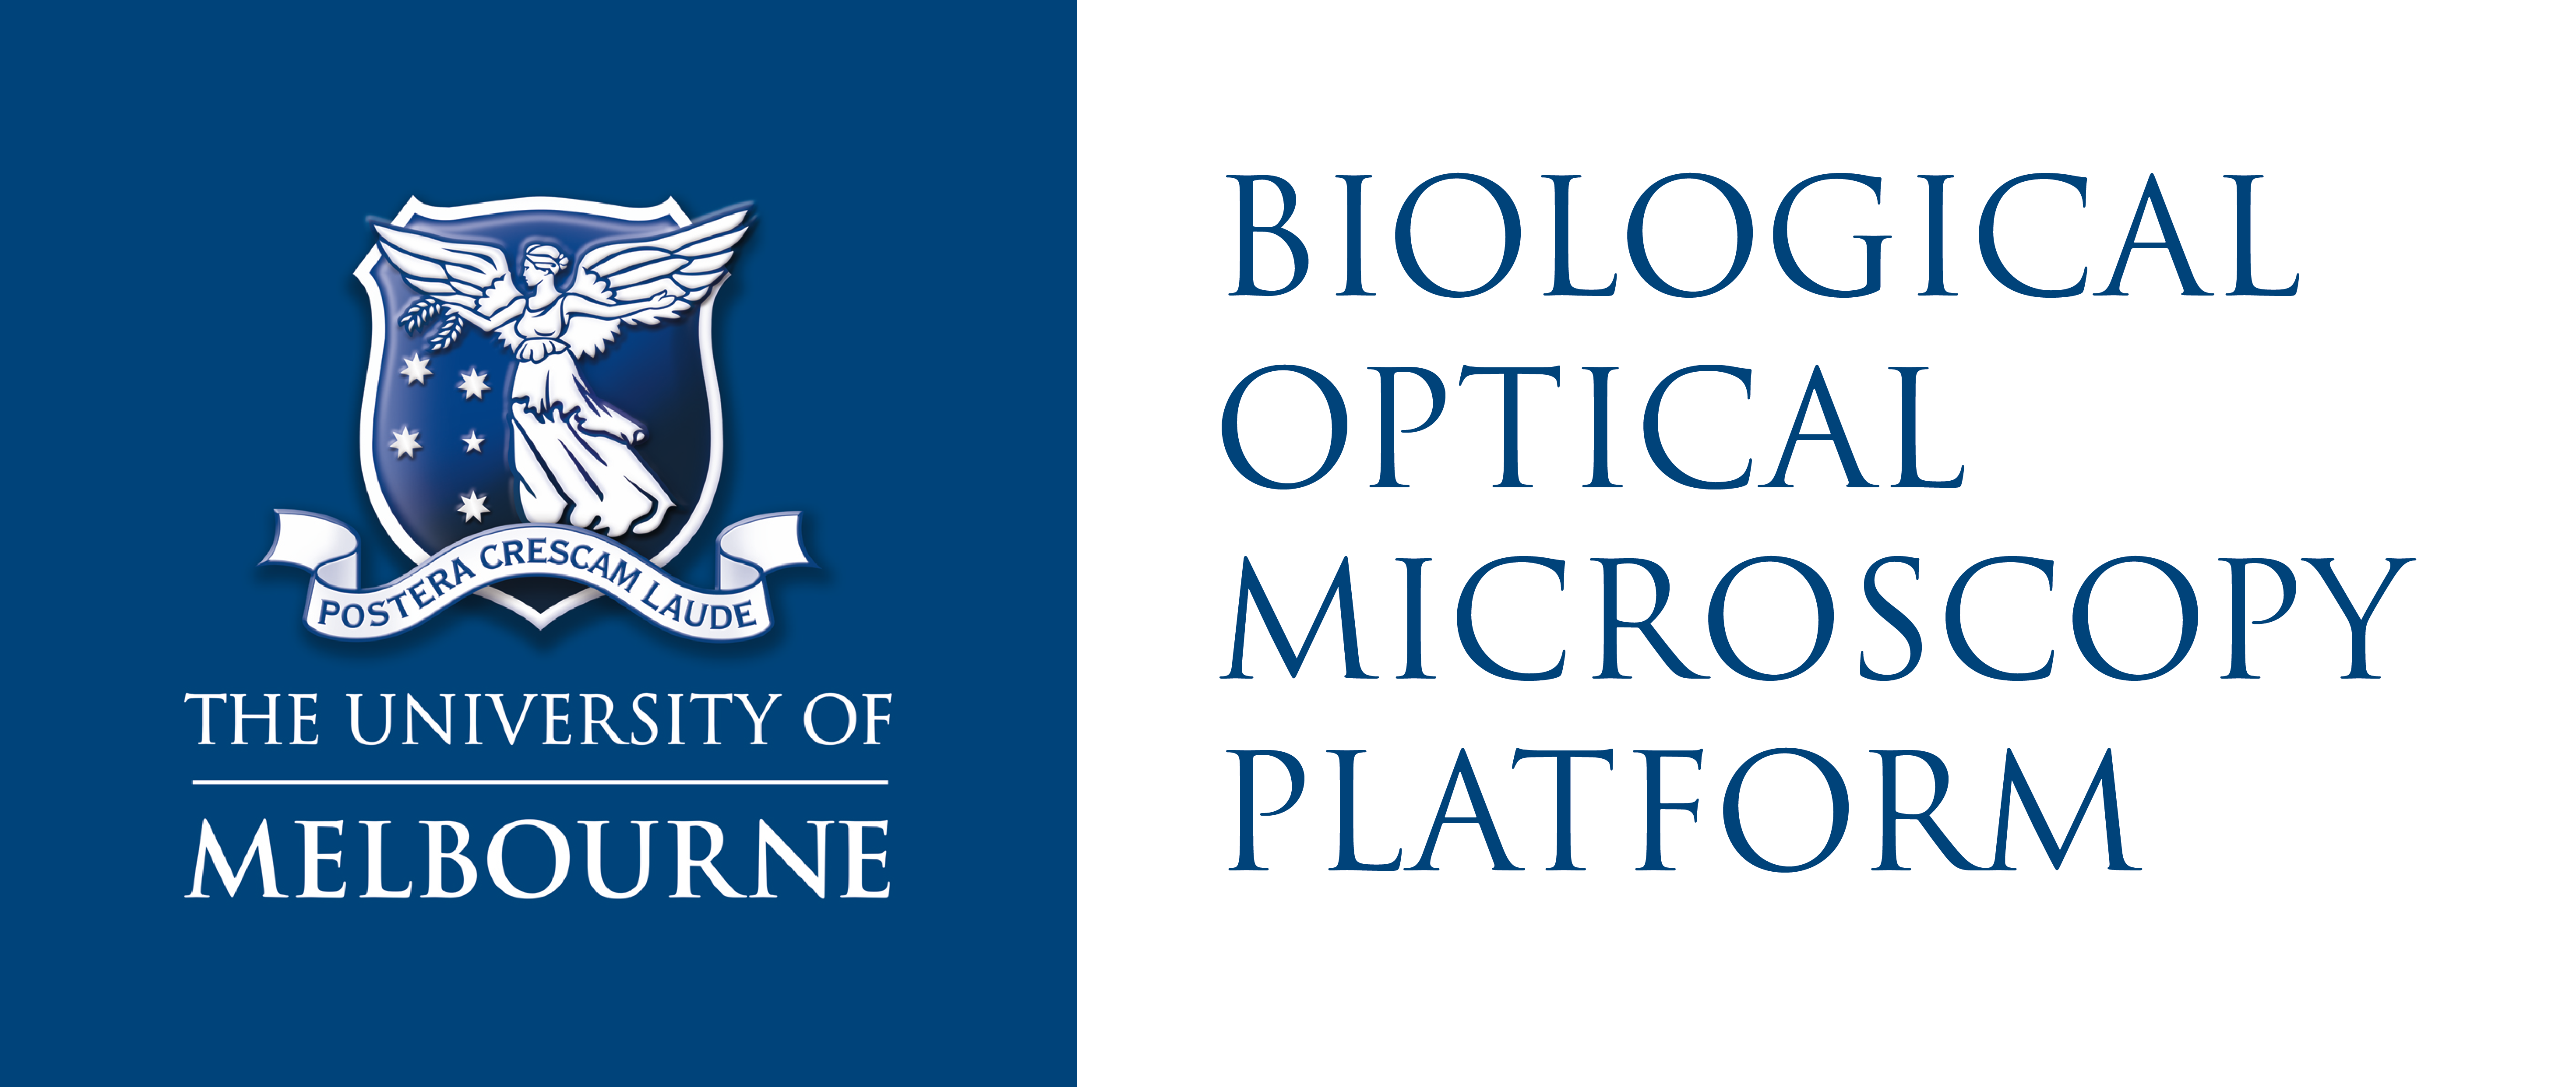 POSTERA CRESCAM LAUDE
THE UNIVERSITY OF
MELBOURNE
BIOLOGICAL
OPTICAL
MICROSCOPY
PLATFORM